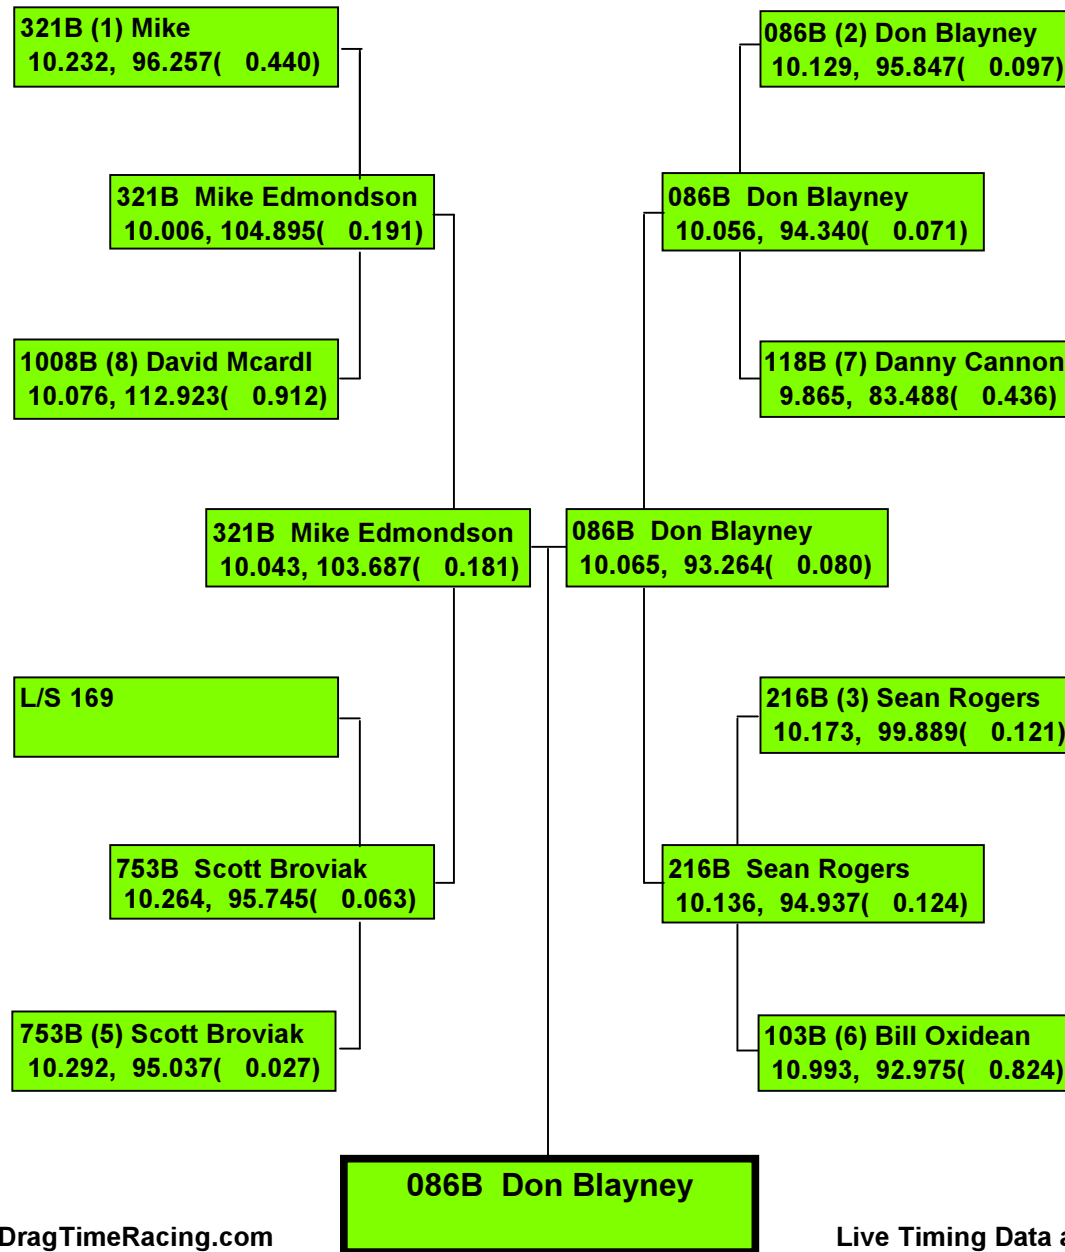 321B (1) Mike
10.232, 96.257( 0.440)
086B (2) Don Blayney
10.129, 95.847( 0.097)
321B Mike Edmondson
10.006, 104.895( 0.191)
086B Don Blayney
10.056, 94.340( 0.071)
1008B (8) David Mcardl
10.076, 112.923( 0.912)
118B (7) Danny Cannon
9.865, 83.488( 0.436)
321B Mike Edmondson
10.043, 103.687( 0.181)
086B Don Blayney
10.065, 93.264( 0.080)
L/S 169
216B (3) Sean Rogers
10.173, 99.889( 0.121)
753B Scott Broviak
10.264, 95.745( 0.063)
216B Sean Rogers
10.136, 94.937( 0.124)
753B (5) Scott Broviak
10.292, 95.037( 0.027)
103B (6) Bill Oxidean
10.993, 92.975( 0.824)
086B Don Blayney
DragTimeRacing.com
Live Timing Data a